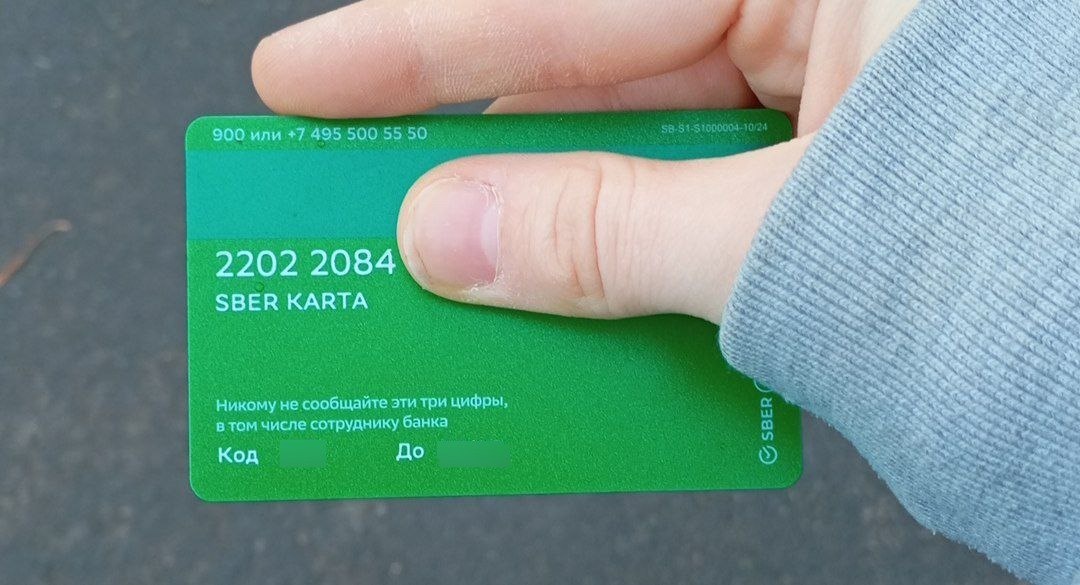 900 или +7 495 500 55 50
SB-S1-S1000004-10/24
2202 2084
SBER KARTA
Никому не сообщайте эти три цифры,
в том числе сотруднику банка
Код
До
SBER